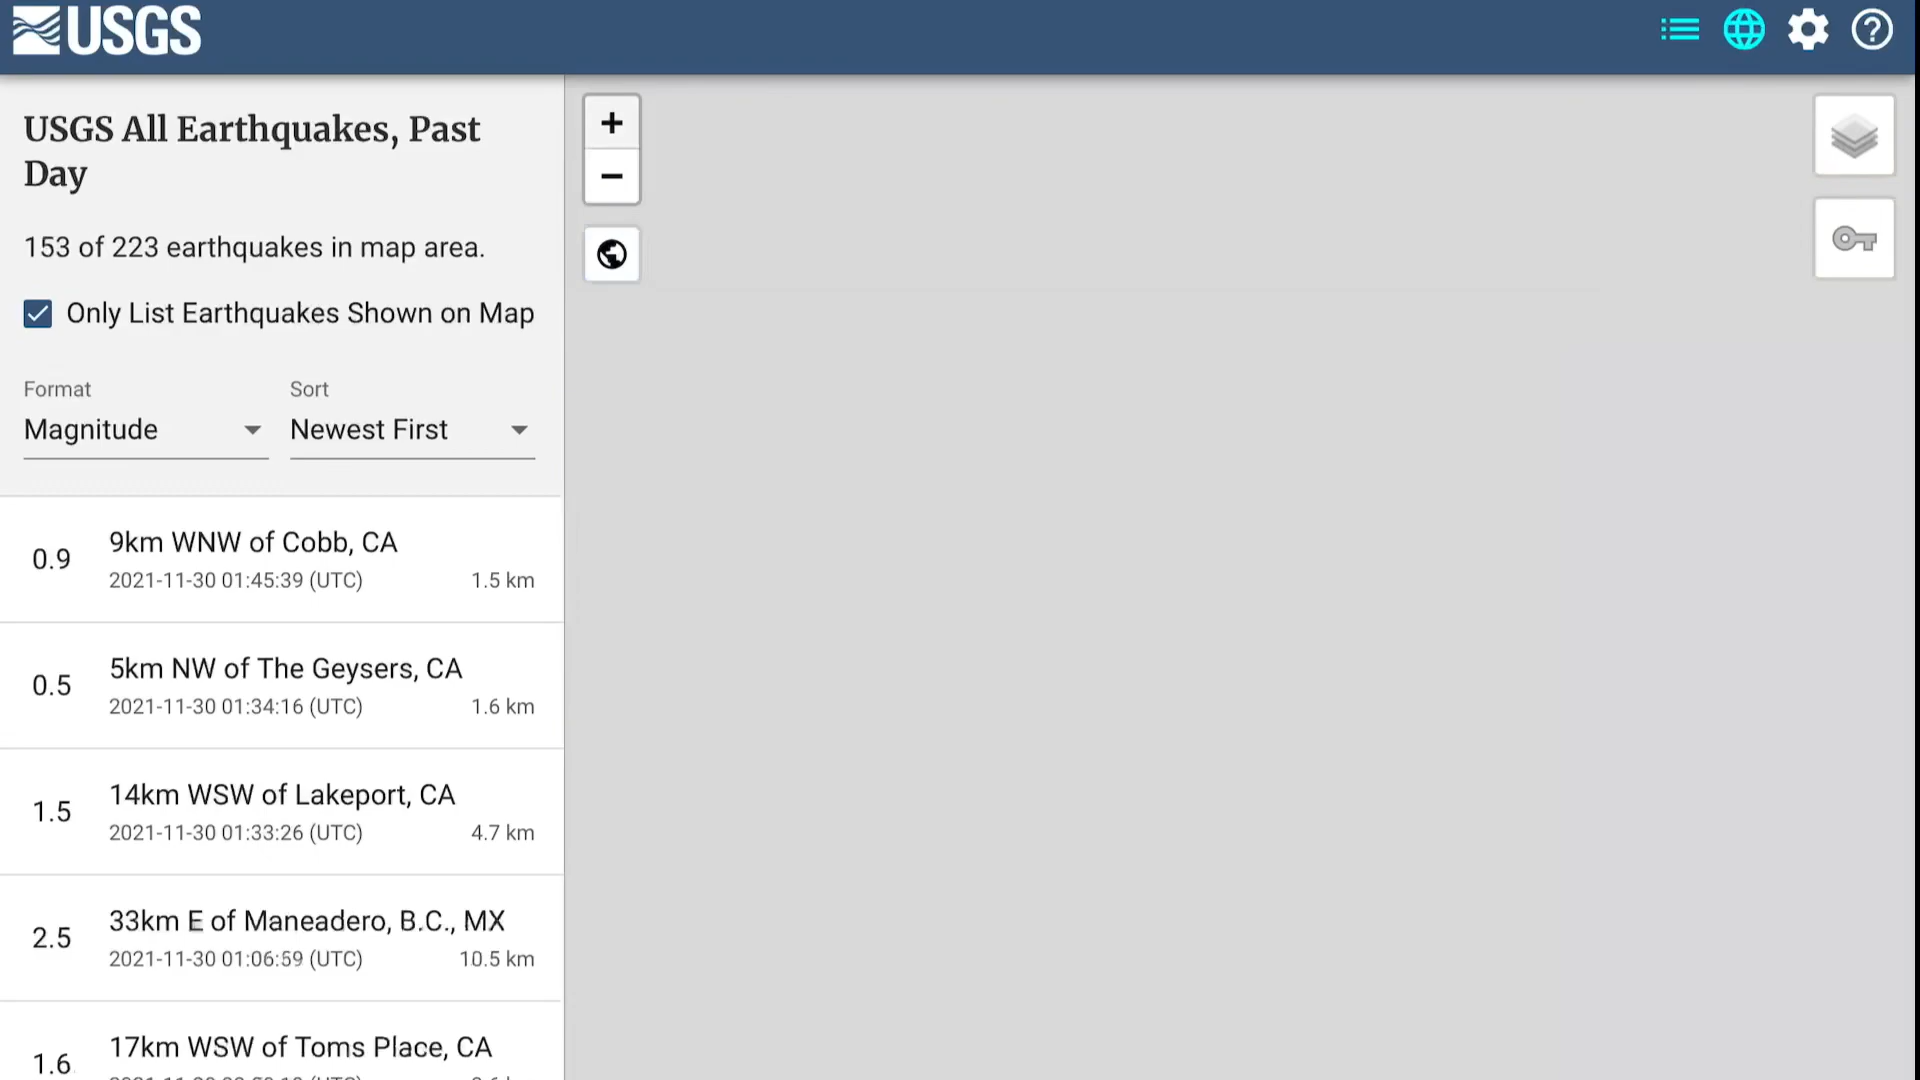 USGS
USGS All Earthquakes, Past
Day
153 of 223 earthquakes in map area.
Only List Earthquakes Shown on Map
Format
Sort
Magnitude
Newest First
0.9
9km WNW of Cobb, CA
2021-11-30 01:45:39 (UTC)
1.5 km
0.5
5km NW of The Geysers, CA
2021-11-30 01:34:16 (UTC)
1.6 km
1.5
14km WSW of Lakeport, CA
2021-11-30 01:33:26 (UTC)
4.7 km
2.5
33km E of Maneadero, B.C., MX
2021-11-30 01:06:59 (UTC)
10.5 km
1.6
17km WSW of Toms Place, CA